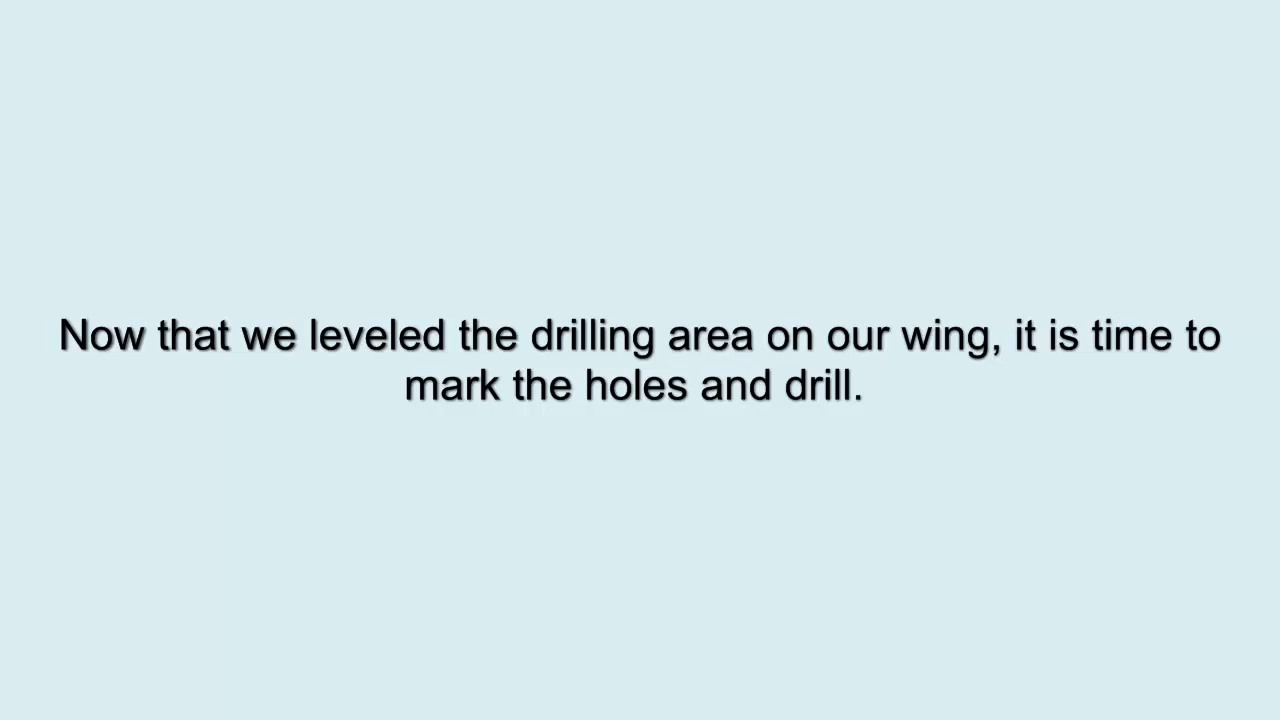 Now that we leveled the drilling area on our wing, it is time to
mark the holes and drill.